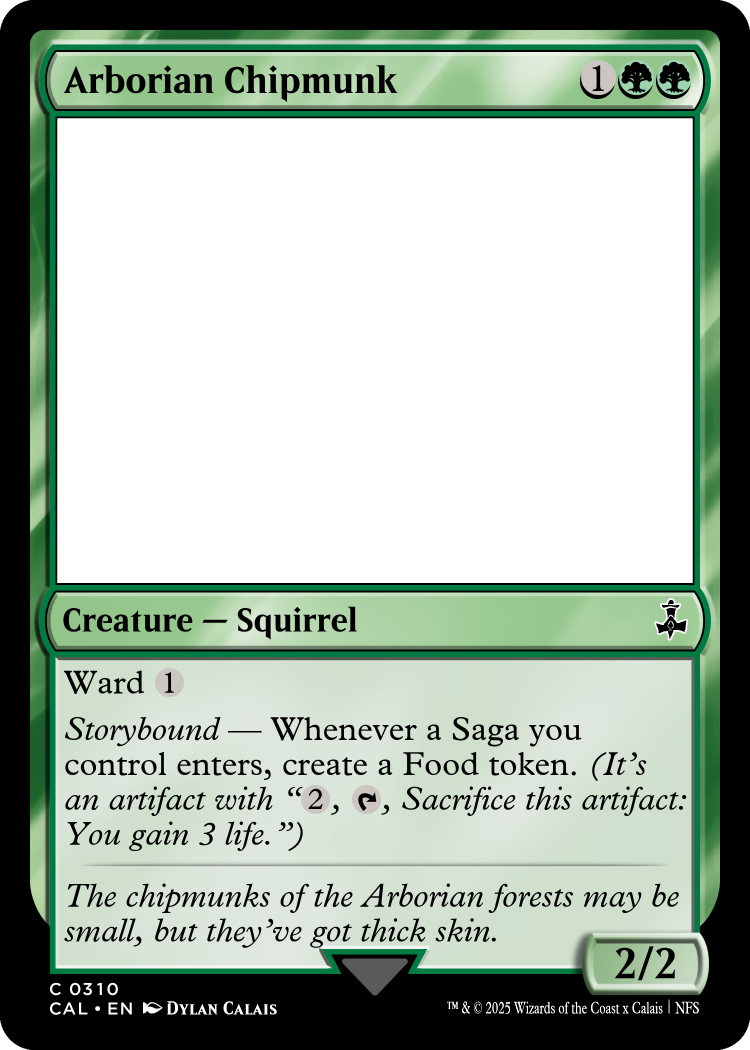 Arborian Chipmunk 1
Creature — Squirrel
Ward 1
Storybound — Whenever a Saga you
control enters, create a Food token. (It’s
an artifact with “2, , Sacrifice this artifact:
You gain 3 life.”)
The chipmunks of the Arborian forests may be
small, but they’ve got thick skin.
2/2
C 0310
CAL • EN DYLAN CALAIS
™ & © 2025 Wizards of the Coast x Calais | NFS